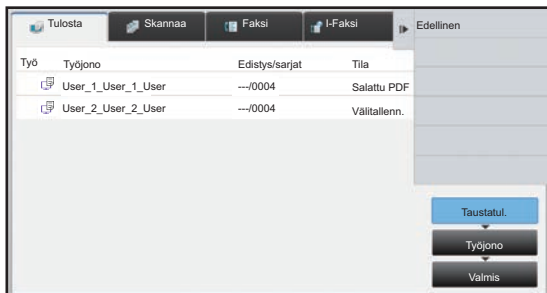 Tulosta Skannaa Faksi I-Faksi Edellinen
Työ Työjono Edistys/sarjat Tila
User_1_User_1_User ---/0004 Salattu PDF
User_2_User_2_User ---/0004 Välitallenn.
Taustatul.
Työjono
Valmis